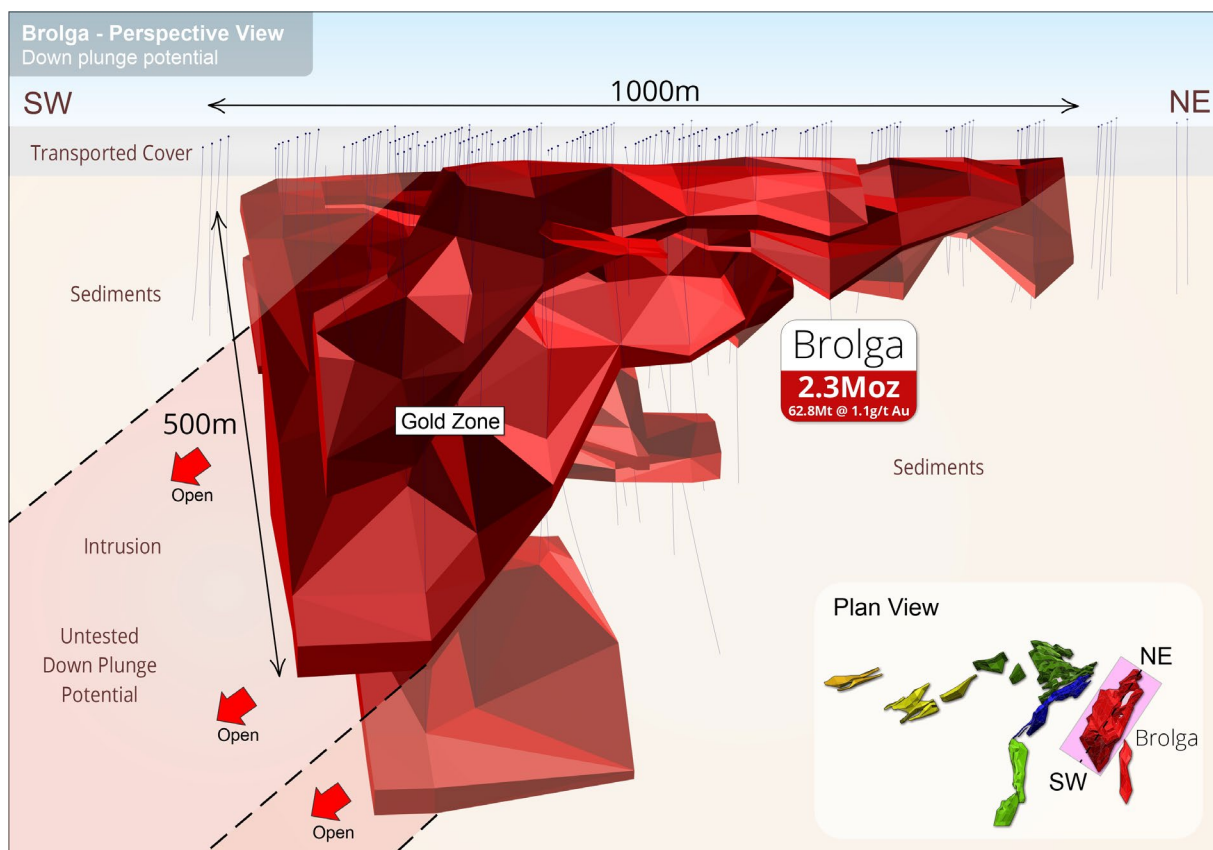 Brolga - Perspective View
Down plunge potential
SW
1000m
NE
Transported Cover
Sediments
500m
Gold Zone
Brolga
2.3Moz
62.8Mt @ 1.1g/t Au
Sediments
Open
Intrusion
Untested
Down Plunge
Potential
Open
Open
Plan View
NE
Brolga
SW